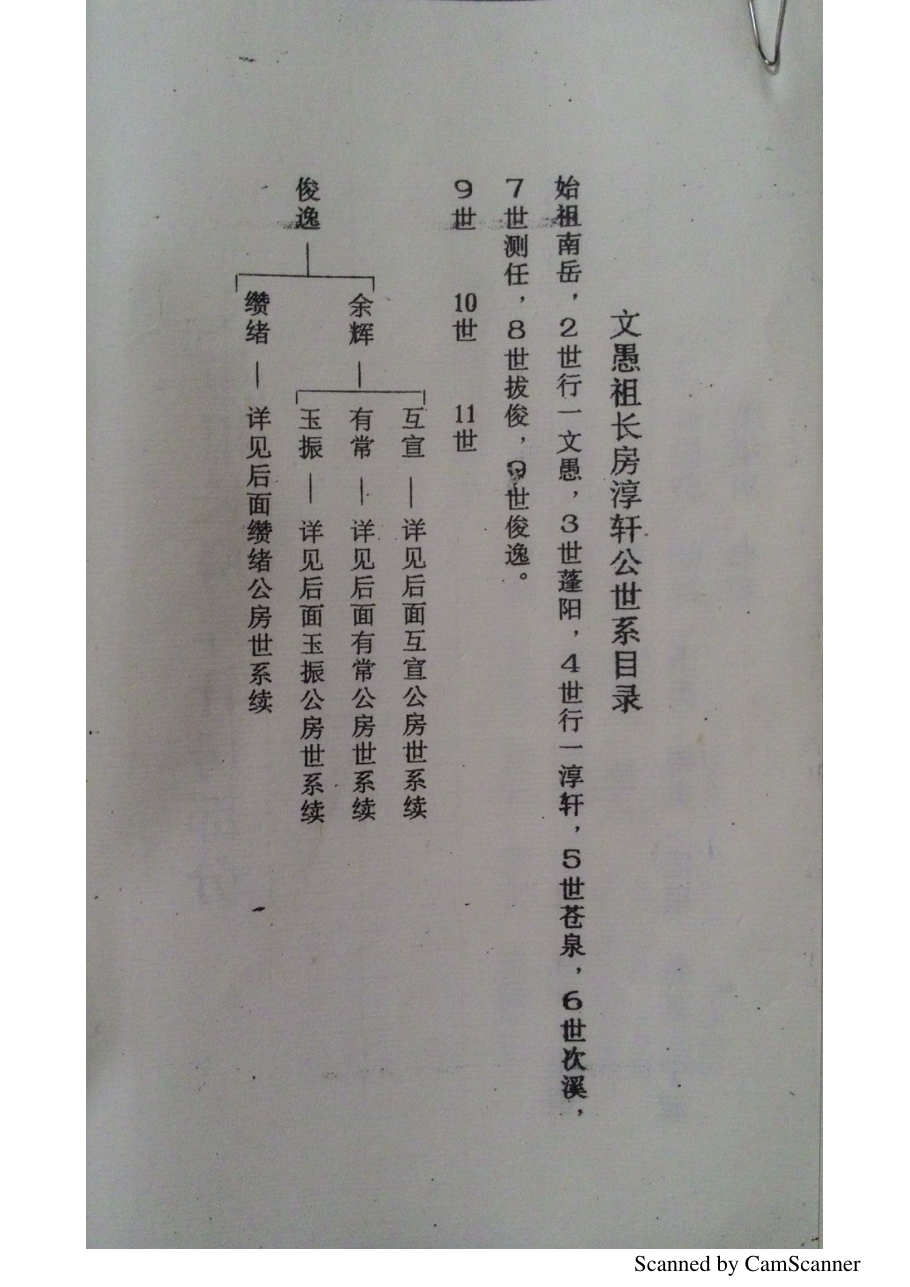 文愚祖长房淳轩公世系目录
始祖南岳，2世行一文愚，3世蓬阳，4世行一淳轩，5世苍泉，6世次溪，
7世测任，8世拔俊，9世俊逸。
9世 10世 11世
互宣—详见后面互宣公房世系续
余辉—有常—详见后面有常公房世系续
俊逸 玉振—详见后面玉振公房世系续
缵绪—详见后面缵绪公房世系续
Scanned by CamScanner